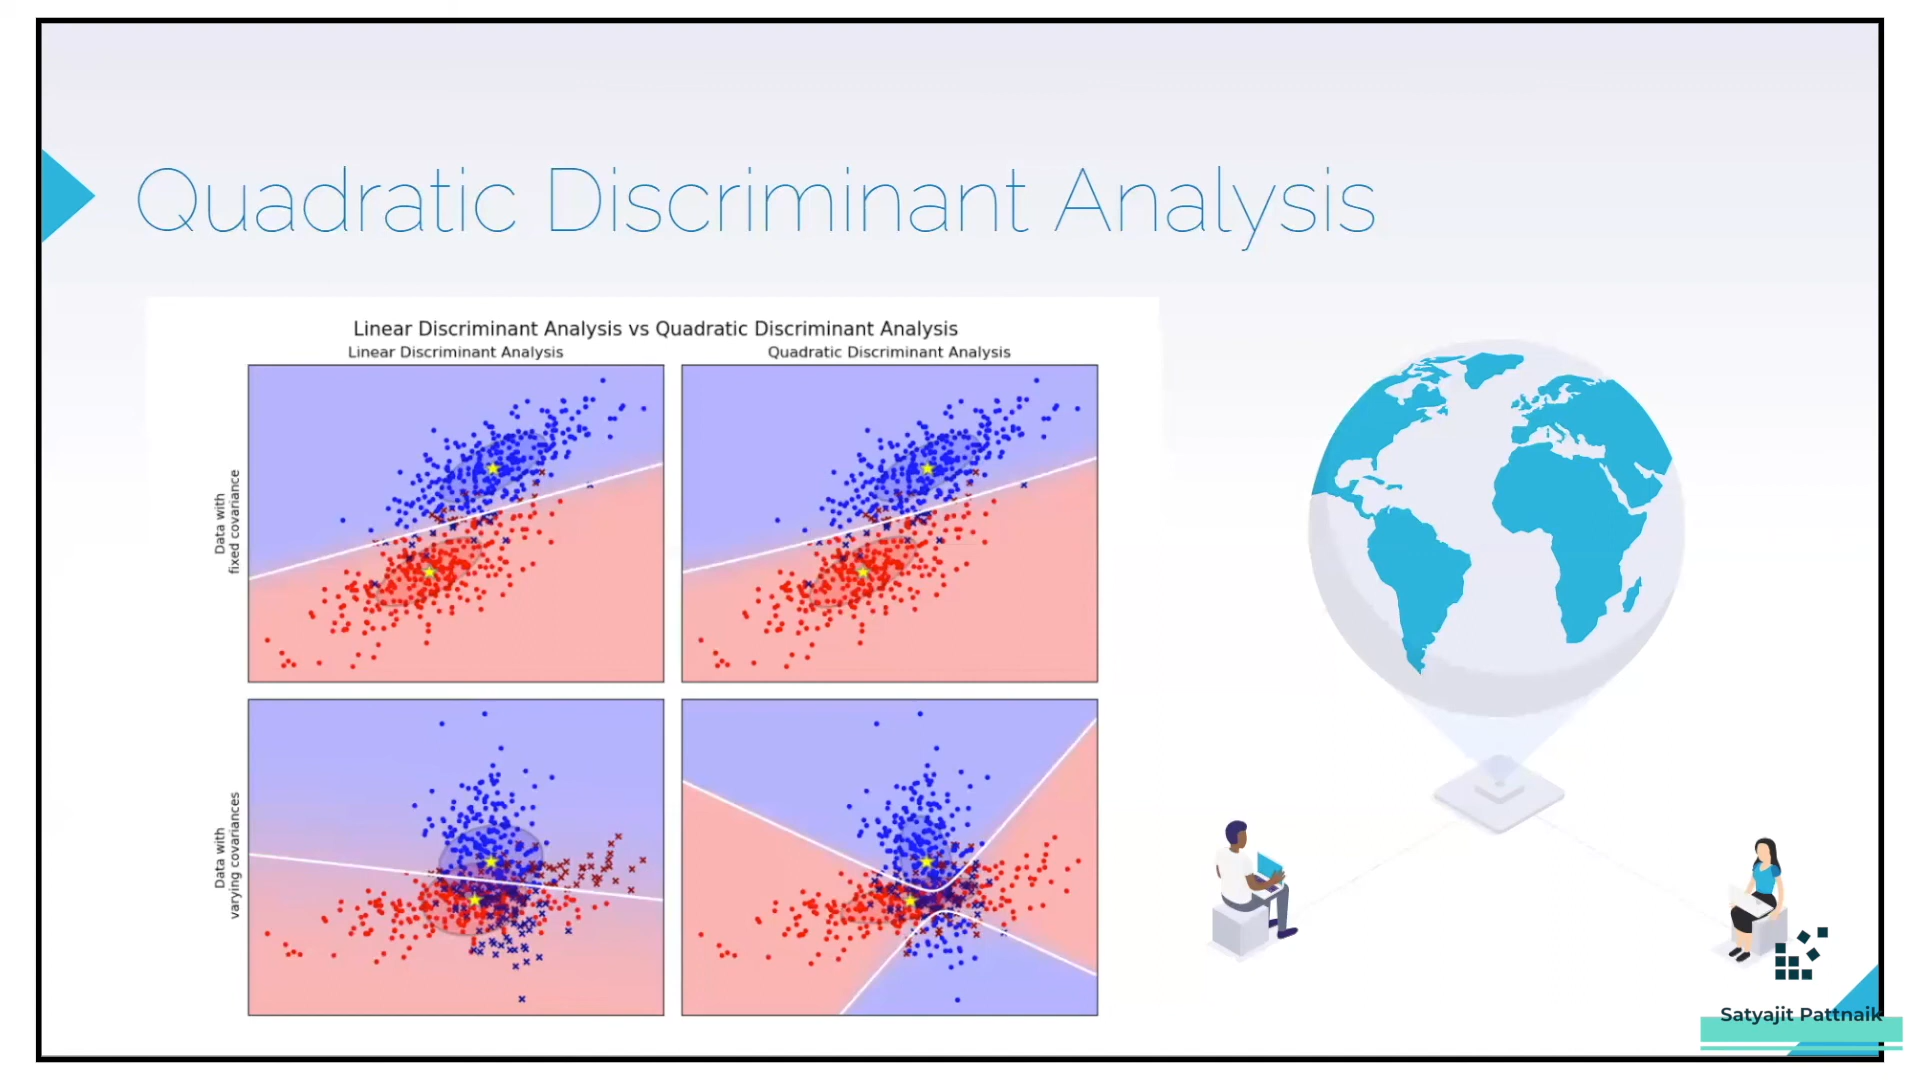 Quadratic Discriminant Analysis
Linear Discriminant Analysis vs Quadratic Discriminant Analysis
Linear Discriminant Analysis
Quadratic Discriminant Analysis
Data with
fixed covariance
Data with
varying covariances
Satyajit Pattnaik